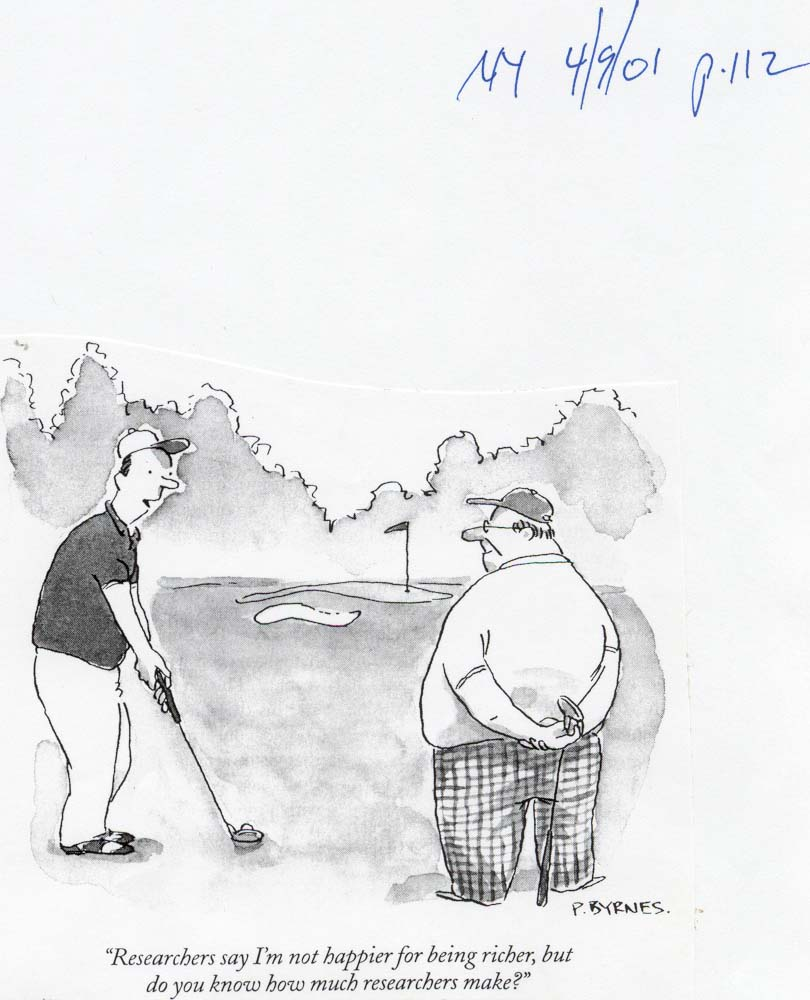 NY 4/9/01 p.112
P. BYRNES.
“Researchers say I'm not happier for being richer, but
do you know how much researchers make?”